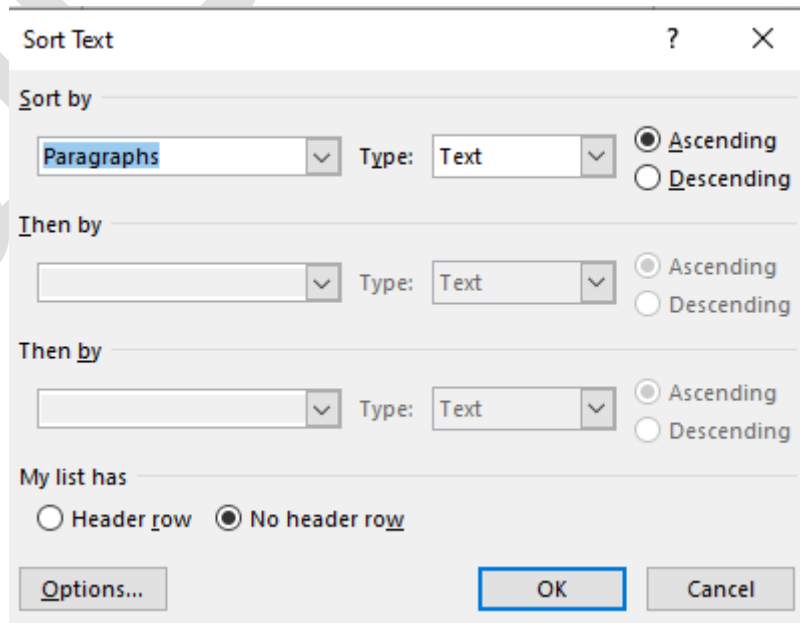 Sort Text ?
Sort by
Paragraphs Type: Text Ascending
Descending
Then by
Type: Text Ascending
Descending
Then by
Type: Text Ascending
Descending
My list has
Header row No header row
Options... OK Cancel